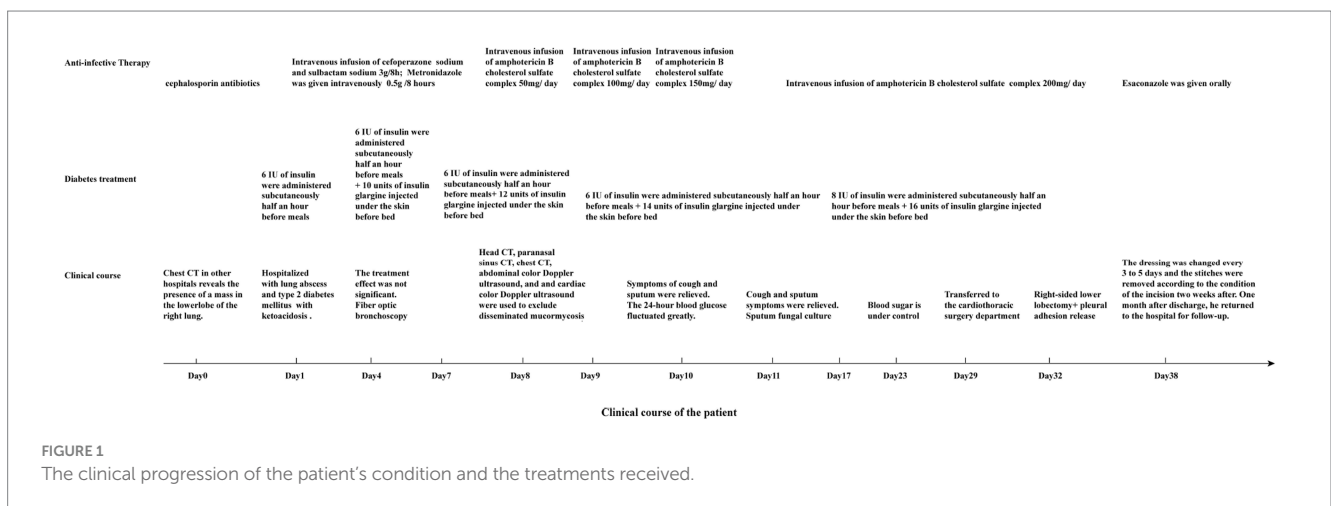 Anti-infective Therapy
cephalosporin antibiotics
Intravenous infusion of cefoperazone sodium
and sulbactam sodium 3g/8h; Metronidazole
was given intravenously 0.5g /8 hours
Intravenous infusion
of amphotericin B
cholesterol sulfate
complex 50mg/ day
Intravenous infusion
of amphotericin B
cholesterol sulfate
complex 100mg/ day
Intravenous infusion
of amphotericin B
cholesterol sulfate
complex 150mg/ day
Intravenous infusion of amphotericin B cholesterol sulfate complex 200mg/ day
Esaconazole was given orally
Diabetes treatment
6 IU of insulin
were administered
subcutaneously
half an hour
before meals
6 IU of insulin were
administered
subcutaneously
half an hour
before meals
+ 10 units of insulin
glargine injected
under the skin
before bed
6 IU of insulin were administered
subcutaneously half an hour
before meals+ 12 units of insulin
glargine injected under the skin
before bed
6 IU of insulin were administered subcutaneously half an hour
before meals + 14 units of insulin glargine injected under
the skin before bed
8 IU of insulin were administered subcutaneously half an
hour before meals + 16 units of insulin glargine injected
under the skin before bed
Clinical course
Chest CT in other
hospitals reveals the
presence of a mass in
the lowerlobe of the
right lung.
Hospitalized
with lung abscess
and type 2 diabetes
mellitus with
ketoacidosis .
The treatment
effect was not
significant.
Fiber optic
bronchoscopy
Head CT, paranasal
sinus CT, chest CT,
abdominal color Doppler
ultrasound, and and cardiac
color Doppler ultrasound
were used to exclude
disseminated mucormycosis
Symptoms of cough and
sputum were relieved.
The 24-hour blood glucose
fluctuated greatly.
Cough and sputum
symptoms were relieved.
Sputum fungal culture
Blood sugar is
under control
Transferred to
the cardiothoracic
surgery department
Right-sided lower
lobectomy+ pleural
adhesion release
The dressing was changed every
3 to 5 days and the stitches were
removed according to the condition
of the incision two weeks after. One
month after discharge, he returned
to the hospital for follow-up.
Day0 Day1 Day4 Day7 Day8 Day9 Day10 Day11 Day17 Day23 Day29 Day32 Day38
Clinical course of the patient
FIGURE 1
The clinical progression of the patient's condition and the treatments received.